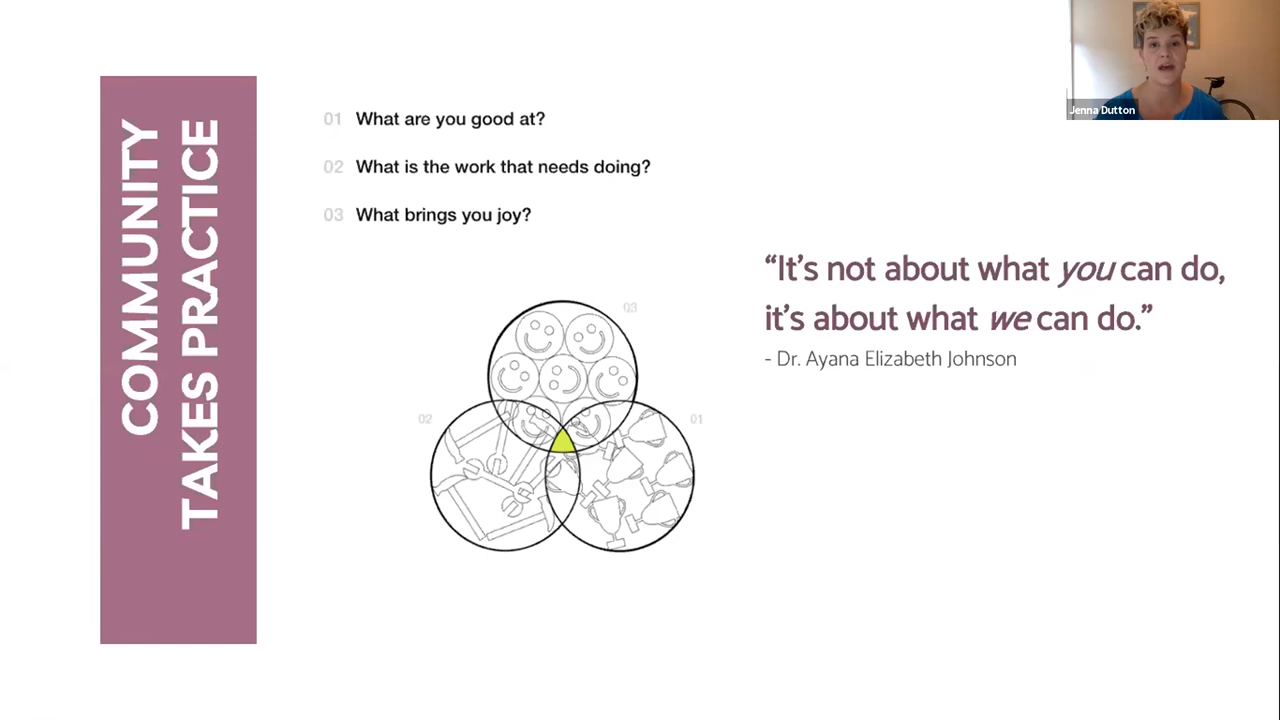 COMMUNITY
TAKES PRACTICE
01 What are you good at?
02 What is the work that needs doing?
03 What brings you joy?
03
02
01
“It’s not about what you can do,
it’s about what we can do.”
- Dr. Ayana Elizabeth Johnson
Jenna Dutton